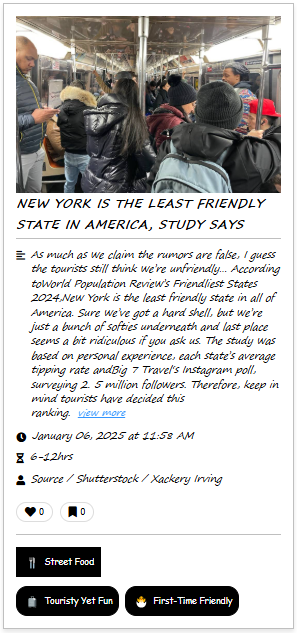 NEW YORK IS THE LEAST FRIENDLY
STATE IN AMERICA, STUDY SAYS
As much as we claim the rumors are false, I guess
the tourists still think we're unfriendly... According
toWorld Population Review's Friendliest States
2024,New York is the least friendly state in all of
America. Sure we've got a hard shell, but we're
just a bunch of softies underneath and last place
seems a bit ridiculous if you ask us. The study was
based on personal experience, each state's average
tipping rate andBig 7 Travel's Instagram poll,
surveying 2. 5 million followers. Therefore, keep in
mind tourists have decided this
ranking. view more
January 06, 2025 at 11:58 AM
6-12hrs
Source / Shutterstock / Xackery Irving
0 0
Street Food
Touristy Yet Fun First-Time Friendly